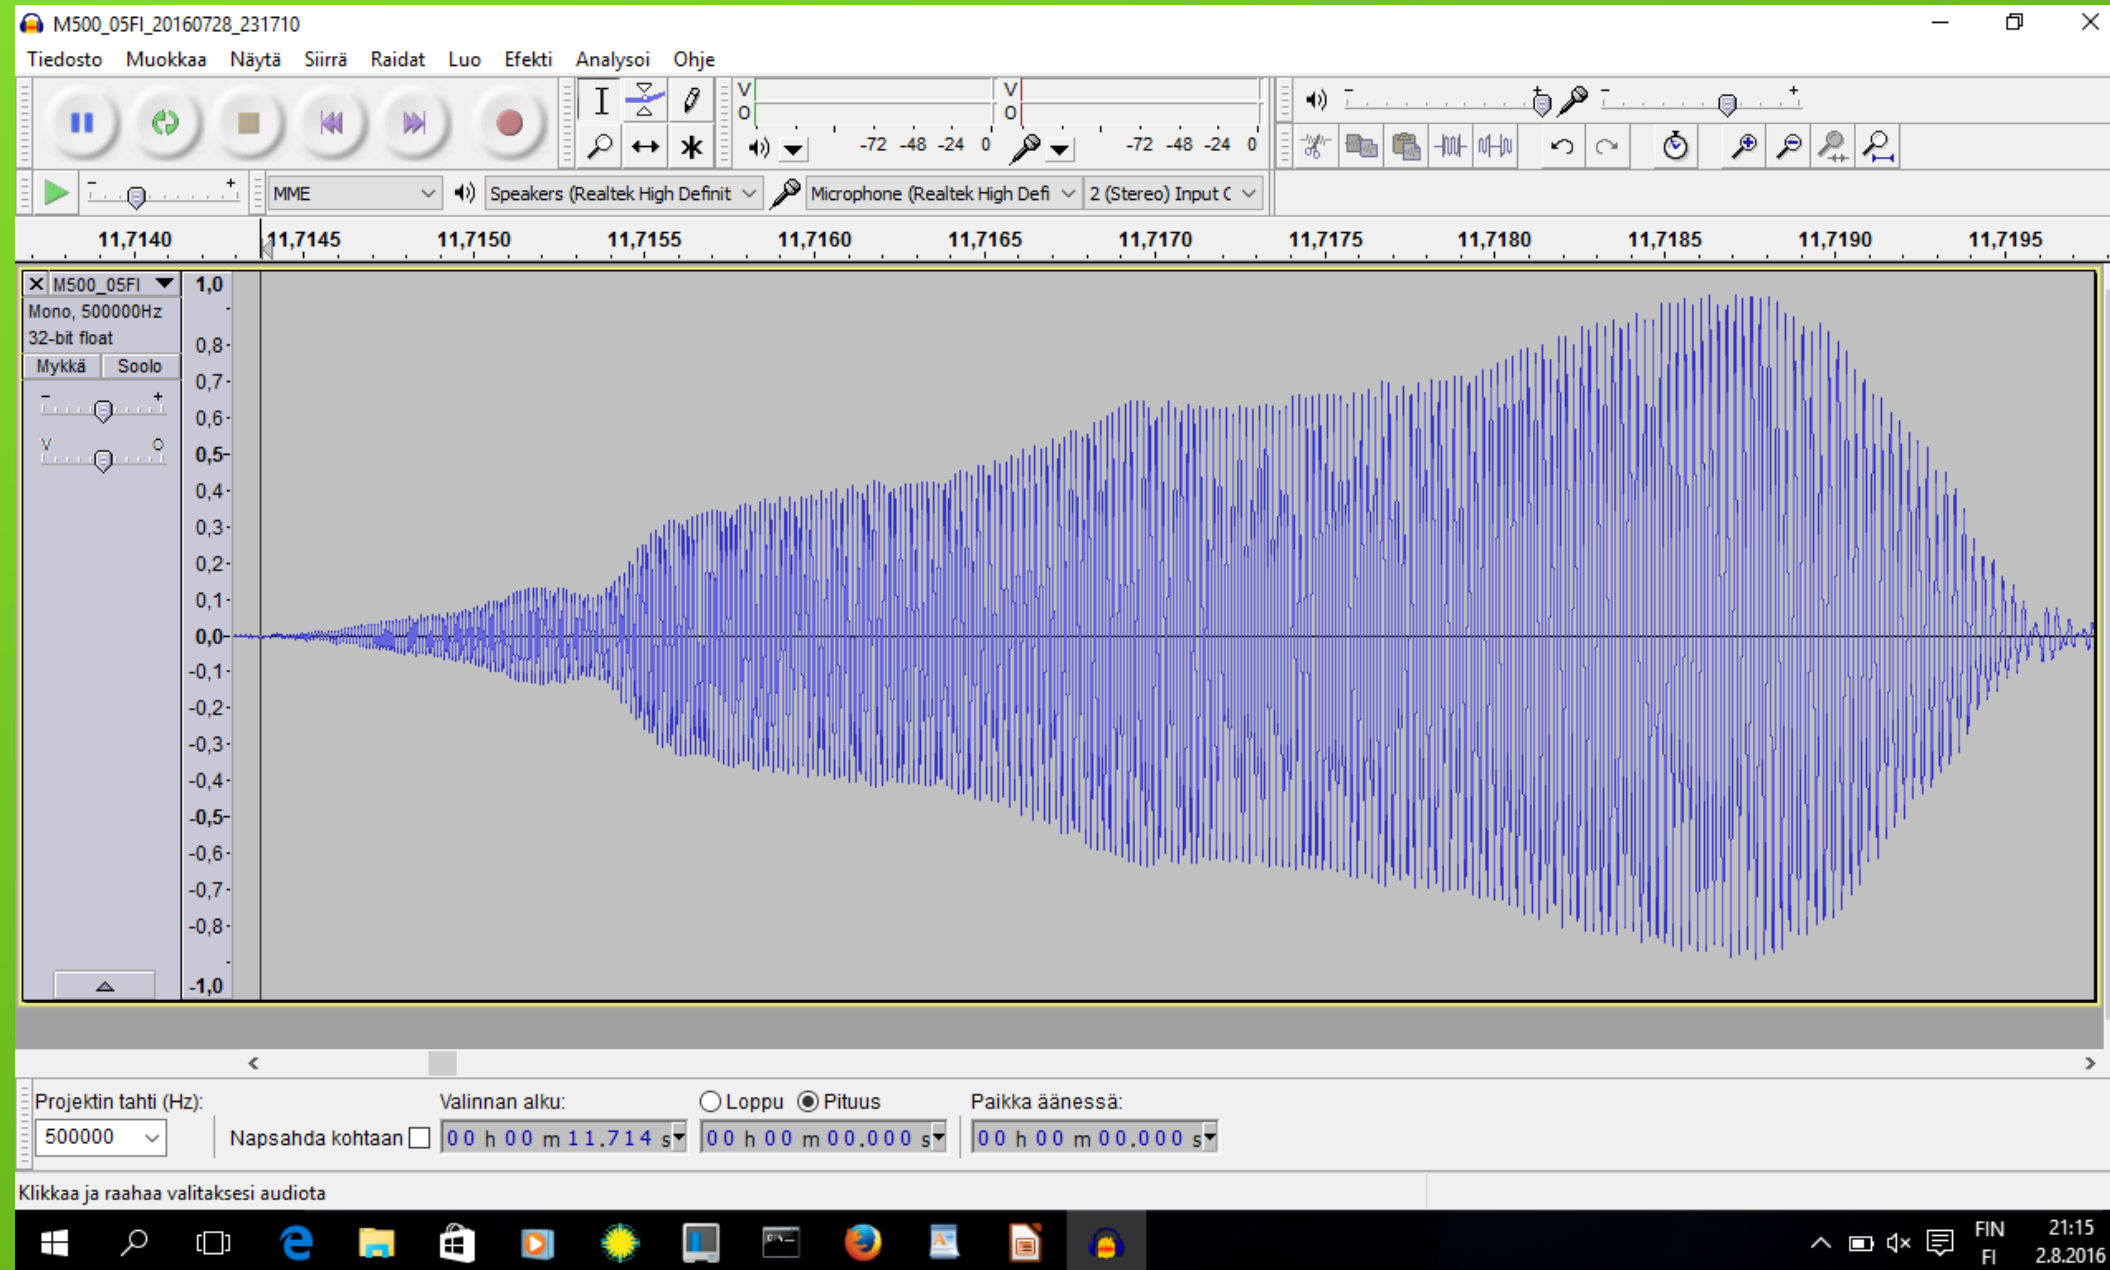 M500_05FI_20160728_231710
Tiedosto Muokkaa Näytä Siirrä Raidat Luo Efekti Analysoi Ohje
V V
O O
-72 -48 -24 0 -72 -48 -24 0
- + - +
- + MME Speakers (Realtek High Definit Microphone (Realtek High Defi 2 (Stereo) Input C
11,7140 11,7145 11,7150 11,7155 11,7160 11,7165 11,7170 11,7175 11,7180 11,7185 11,7190 11,7195
M500_05FI
Mono, 500000Hz
32-bit float
Mykkä Soolo
- +
V O
1,0
0,8
0,7
0,6
0,5
0,4
0,3
0,2
0,1
0,0
-0,1
-0,2
-0,3
-0,4
-0,5
-0,6
-0,7
-0,8
-1,0
Projektin tahti (Hz): Valinnan alku: Loppu Pituus Paikka äänessä:
500000 Napsahda kohtaan 00 h 00 m 11.714 s 00 h 00 m 00.000 s 00 h 00 m 00.000 s
Klikkaa ja raahaa valitaksesi audiota
FIN 21:15
FI 2.8.2016